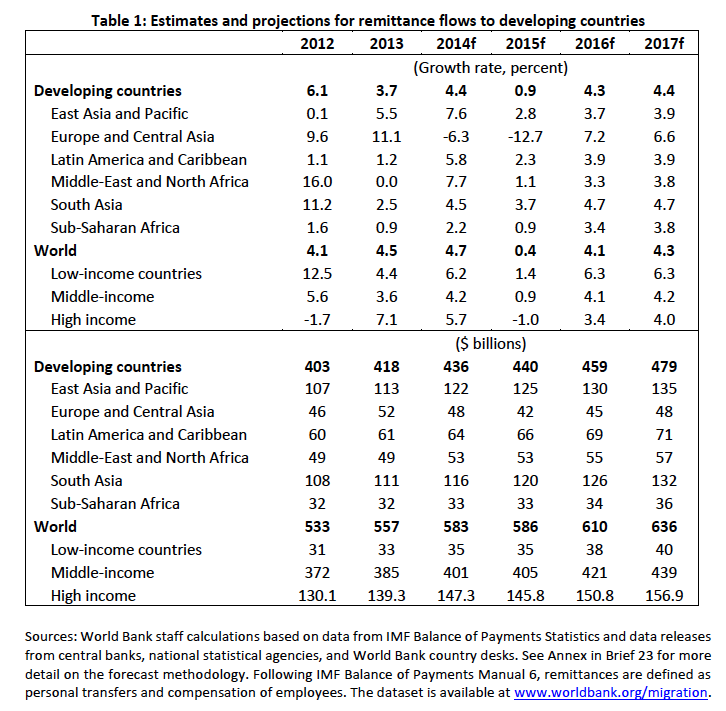 Table 1: Estimates and projections for remittance flows to developing countries
2012 2013 2014f 2015f 2016f 2017f
(Growth rate, percent)
Developing countries 6.1 3.7 4.4 0.9 4.3 4.4
East Asia and Pacific 0.1 5.5 7.6 2.8 3.7 3.9
Europe and Central Asia 9.6 11.1 -6.3 -12.7 7.2 6.6
Latin America and Caribbean 1.1 1.2 5.8 2.3 3.9 3.9
Middle-East and North Africa 16.0 0.0 7.7 1.1 3.3 3.8
South Asia 11.2 2.5 4.5 3.7 4.7 4.7
Sub-Saharan Africa 1.6 0.9 2.2 0.9 3.4 3.8
World 4.1 4.5 4.7 0.4 4.1 4.3
Low-income countries 12.5 4.4 6.2 1.4 6.3 6.3
Middle-income 5.6 3.6 4.2 0.9 4.1 4.2
High income -1.7 7.1 5.7 -1.0 3.4 4.0
($ billions)
Developing countries 403 418 436 440 459 479
East Asia and Pacific 107 113 122 125 130 135
Europe and Central Asia 46 52 48 42 45 48
Latin America and Caribbean 60 61 64 66 69 71
Middle-East and North Africa 49 49 53 53 55 57
South Asia 108 111 116 120 126 132
Sub-Saharan Africa 32 32 33 33 34 36
World 533 557 583 586 610 636
Low-income countries 31 33 35 35 38 40
Middle-income 372 385 401 405 421 439
High income 130.1 139.3 147.3 145.8 150.8 156.9
Sources: World Bank staff calculations based on data from IMF Balance of Payments Statistics and data releases
from central banks, national statistical agencies, and World Bank country desks. See Annex in Brief 23 for more
detail on the forecast methodology. Following IMF Balance of Payments Manual 6, remittances are defined as
personal transfers and compensation of employees. The dataset is available at www.worldbank.org/migration.